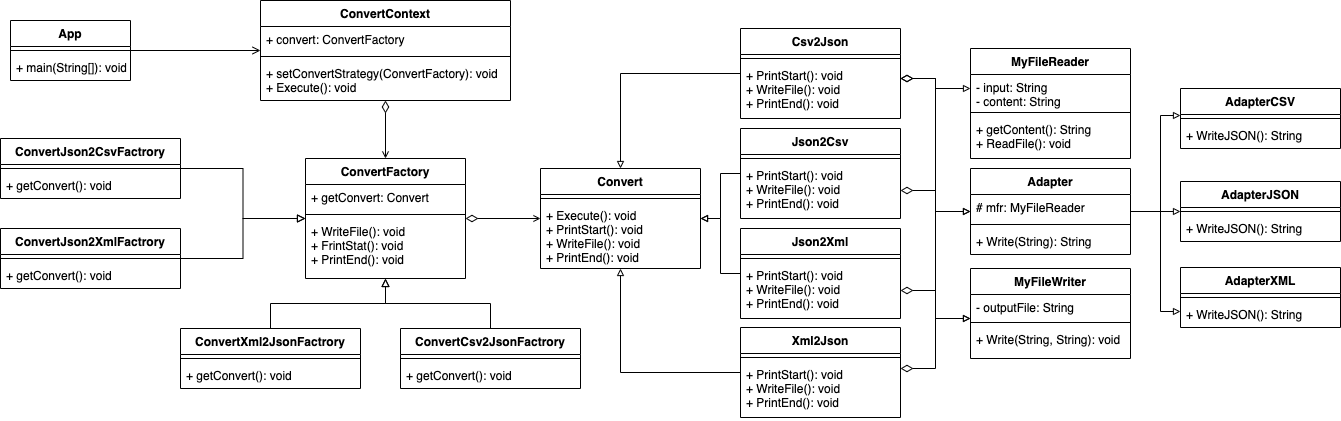 App
+ main(String[]): void
ConvertContext
+ convert: ConvertFactory
+ setConvertStrategy(ConvertFactory): void
+ Execute(): void
ConvertJson2CsvFactrory
+ getConvert(): void
ConvertJson2XmlFactrory
+ getConvert(): void
ConvertFactory
+ getConvert: Convert
+ WriteFile(): void
+ FrintStat(): void
+ PrintEnd(): void
ConvertXml2JsonFactrory
+ getConvert(): void
ConvertCsv2JsonFactrory
+ getConvert(): void
Convert
+ Execute(): void
+ PrintStart(): void
+ WriteFile(): void
+ PrintEnd(): void
Csv2Json
+ PrintStart(): void
+ WriteFile(): void
+ PrintEnd(): void
Json2Csv
+ PrintStart(): void
+ WriteFile(): void
+ PrintEnd(): void
Json2Xml
+ PrintStart(): void
+ WriteFile(): void
+ PrintEnd(): void
Xml2Json
+ PrintStart(): void
+ WriteFile(): void
+ PrintEnd(): void
MyFileReader
- input: String
- content: String
+ getContent(): String
+ ReadFile(): void
Adapter
# mfr: MyFileReader
+ Write(String): String
MyFileWriter
- outputFile: String
+ Write(String, String): void
AdapterCSV
+ WriteJSON(): String
AdapterJSON
+ WriteJSON(): String
AdapterXML
+ WriteJSON(): String